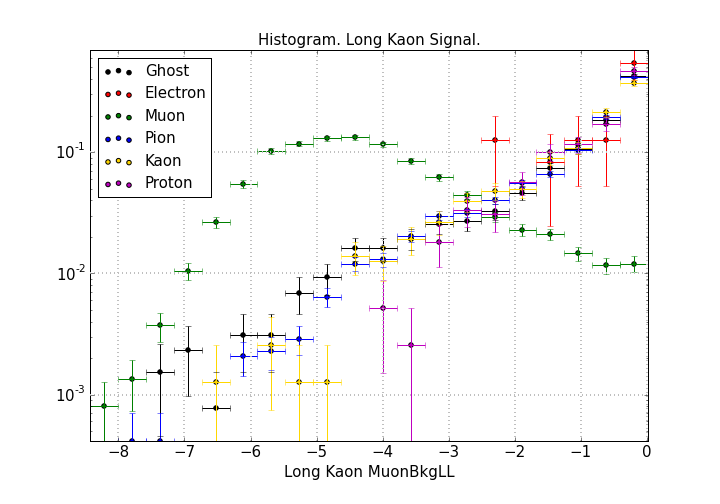 Histogram. Long Kaon Signal.
Ghost
Electron
Muon
Pion
Kaon
Proton
10^-1
10^-2
10^-3
−8 −7 −6 −5 −4 −3 −2 −1 0
Long Kaon MuonBkgLL